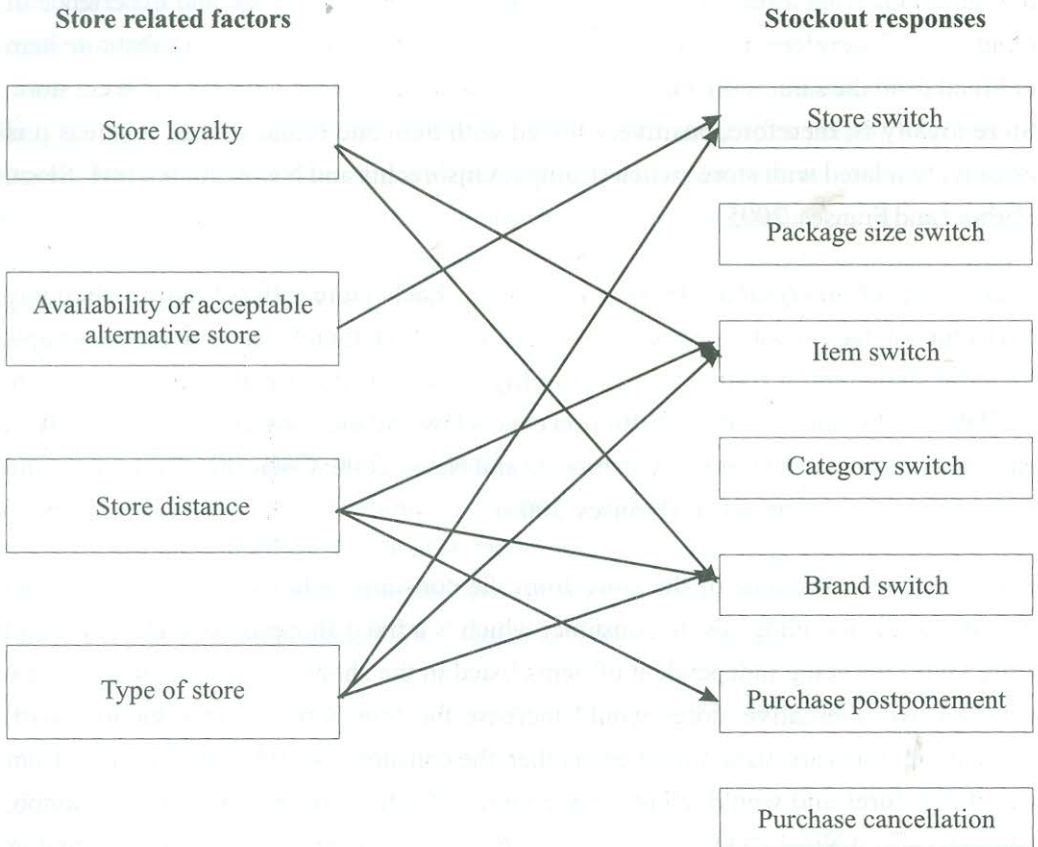 Store related factors
Stockout responses
Store loyalty
Availability of acceptable
alternative store
Store distance
Type of store
Store switch
Package size switch
Item switch
Category switch
Brand switch
Purchase postponement
Purchase cancellation